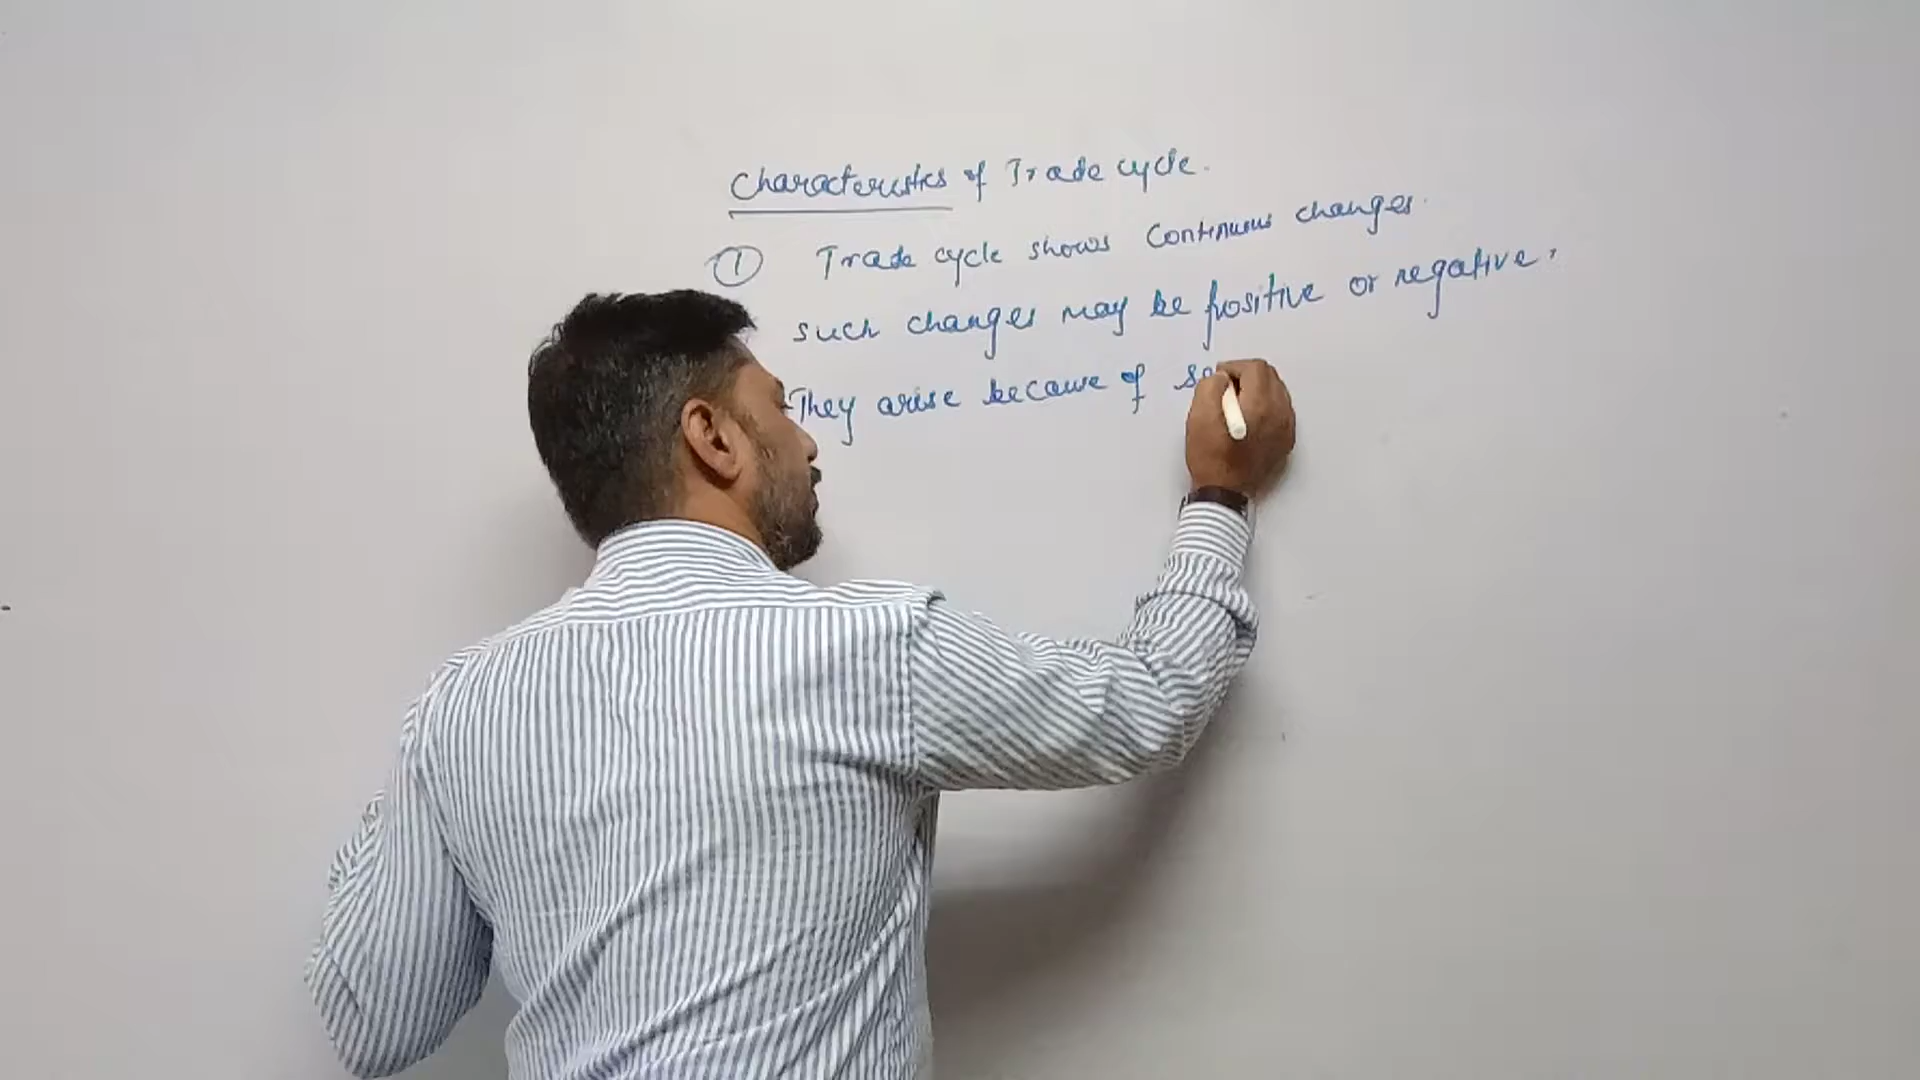 Characteristics of Trade cycle.
① Trade cycle shows Continuous changes.
such changes may be positive or negative.
They arise because of